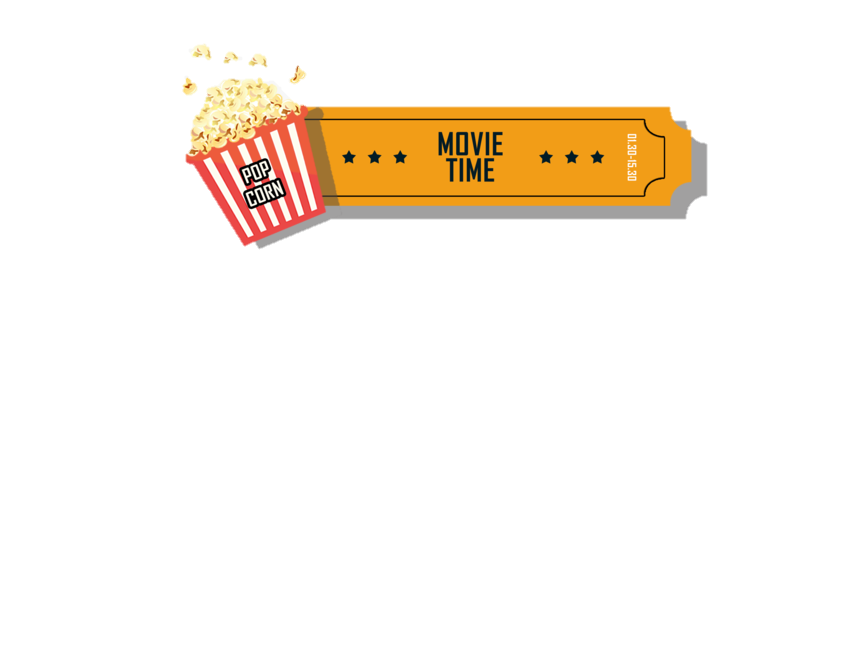 POP
CORN
MOVIE
TIME
01.30-15.30